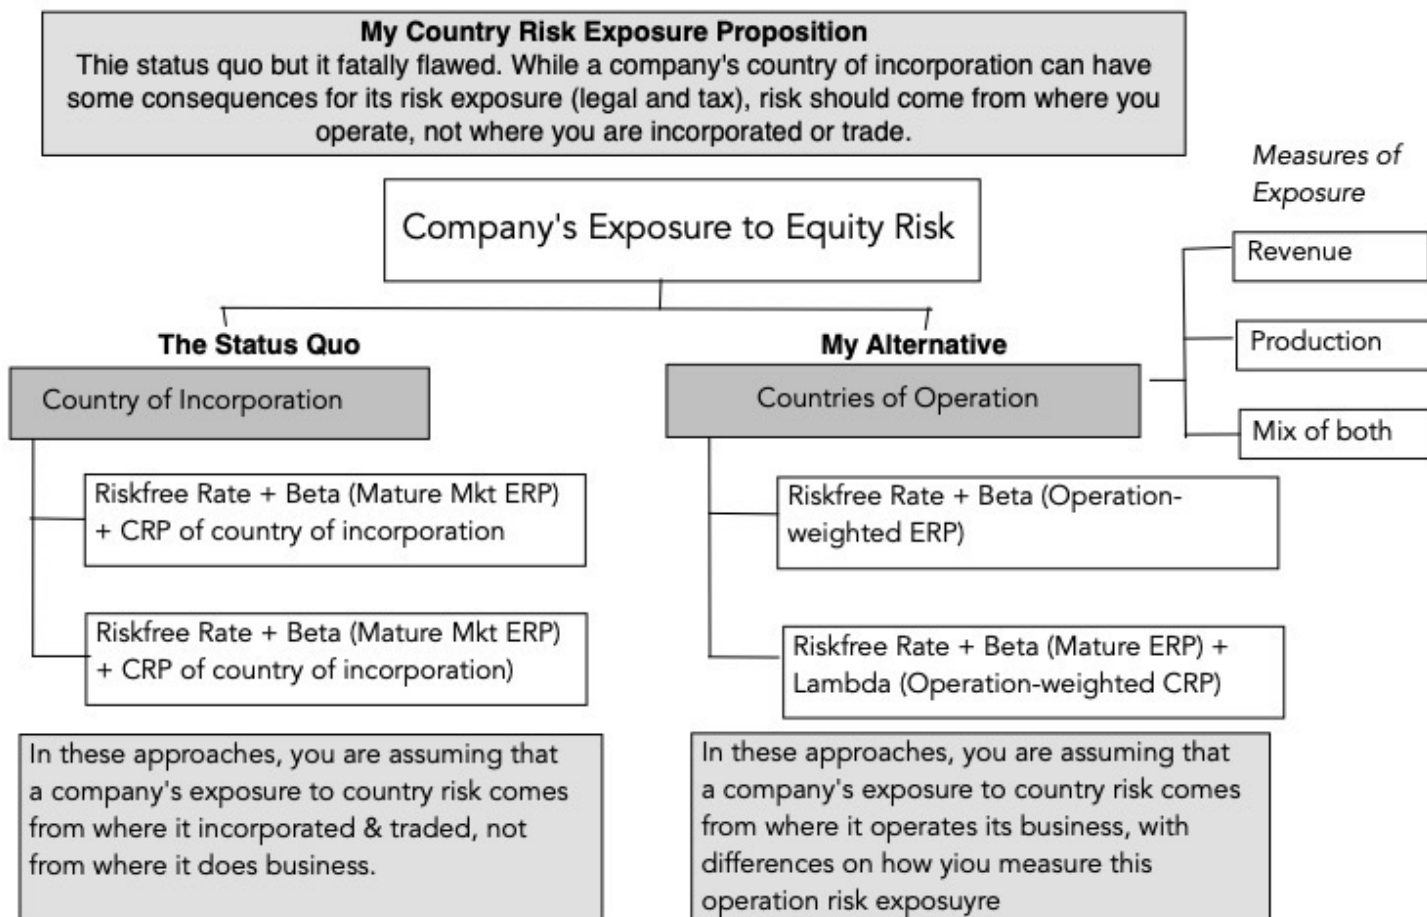 My Country Risk Exposure Proposition
Thie status quo but it fatally flawed. While a company's country of incorporation can have
some consequences for its risk exposure (legal and tax), risk should come from where you
operate, not where you are incorporated or trade.
Measures of
Exposure
Company's Exposure to Equity Risk
Revenue
Production
Mix of both
The Status Quo
Country of Incorporation
Riskfree Rate + Beta (Mature Mkt ERP)
+ CRP of country of incorporation
Riskfree Rate + Beta (Mature Mkt ERP)
+ CRP of country of incorporation)
In these approaches, you are assuming that
a company's exposure to country risk comes
from where it incorporated & traded, not
from where it does business.
My Alternative
Countries of Operation
Riskfree Rate + Beta (Operation-
weighted ERP)
Riskfree Rate + Beta (Mature ERP) +
Lambda (Operation-weighted CRP)
In these approaches, you are assuming that
a company's exposure to country risk comes
from where it operates its business, with
differences on how yiou measure this
operation risk exposuyre